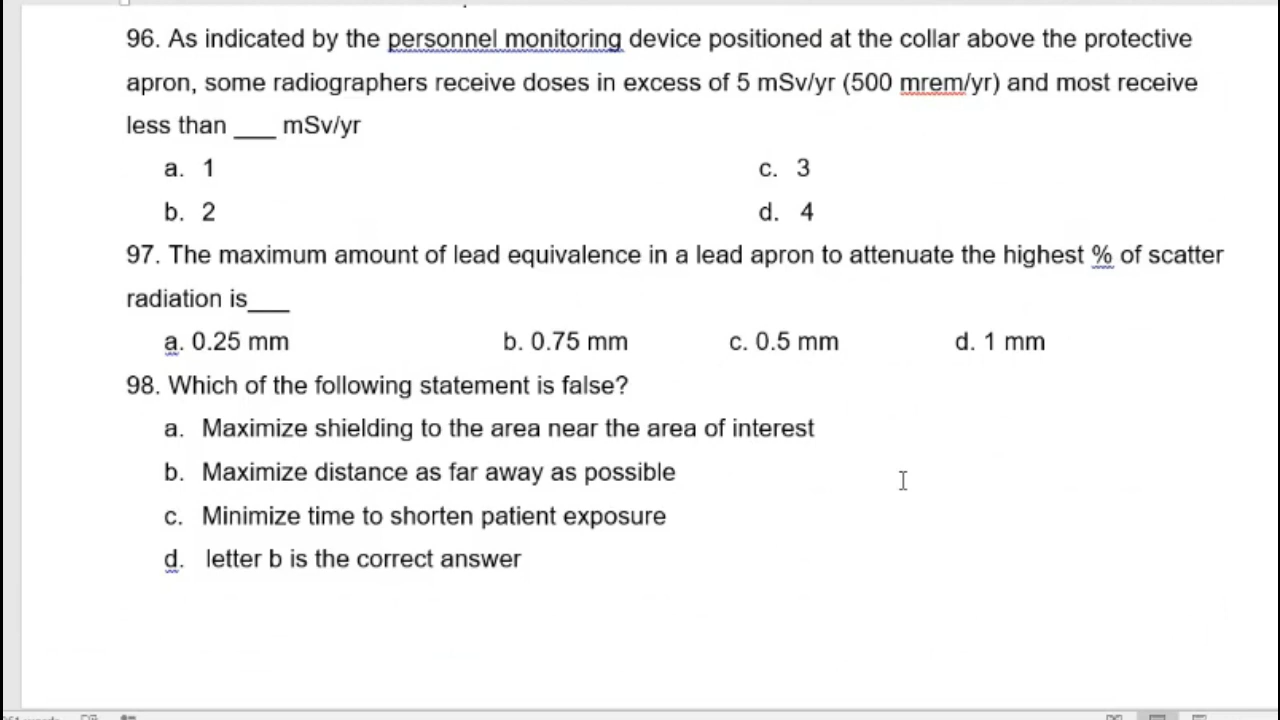 96. As indicated by the personnel monitoring device positioned at the collar above the protective
apron, some radiographers receive doses in excess of 5 mSv/yr (500 mrem/yr) and most receive
less than ___ mSv/yr
a. 1 c. 3
b. 2 d. 4
97. The maximum amount of lead equivalence in a lead apron to attenuate the highest % of scatter
radiation is___
a. 0.25 mm b. 0.75 mm c. 0.5 mm d. 1 mm
98. Which of the following statement is false?
a. Maximize shielding to the area near the area of interest
b. Maximize distance as far away as possible
c. Minimize time to shorten patient exposure
d. letter b is the correct answer